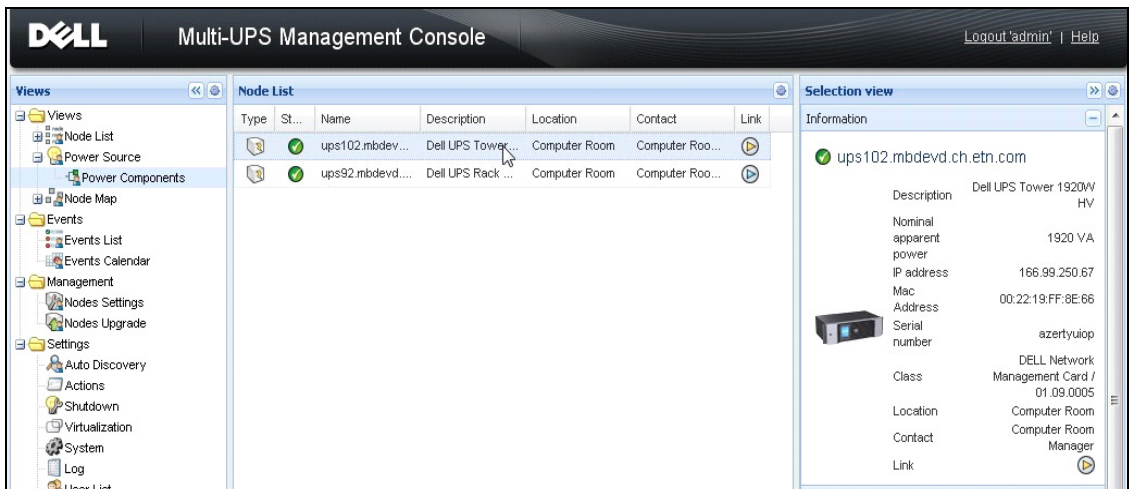 DELL
Multi-UPS Management Console
Logout 'admin' | Help
Views
Views
Node List
Power Source
Power Components
Node Map
Events
Events List
Events Calendar
Management
Nodes Settings
Nodes Upgrade
Settings
Auto Discovery
Actions
Shutdown
Virtualization
System
Log
User List
Node List
Type St... Name Description Location Contact Link
ups102.mbdev... Dell UPS Tower... Computer Room Computer Roo...
ups92.mbdevd.... Dell UPS Rack ... Computer Room Computer Roo...
Selection view
Information
ups102.mbdevd.ch.etn.com
Description Dell UPS Tower 1920W
HV
Nominal
apparent 1920 VA
power
IP address 166.99.250.67
Mac
Address 00:22:19:FF:8E:66
Serial
number azertyuiop
DELL Network
Class Management Card /
01.09.0005
Location Computer Room
Contact Computer Room
Manager
Link